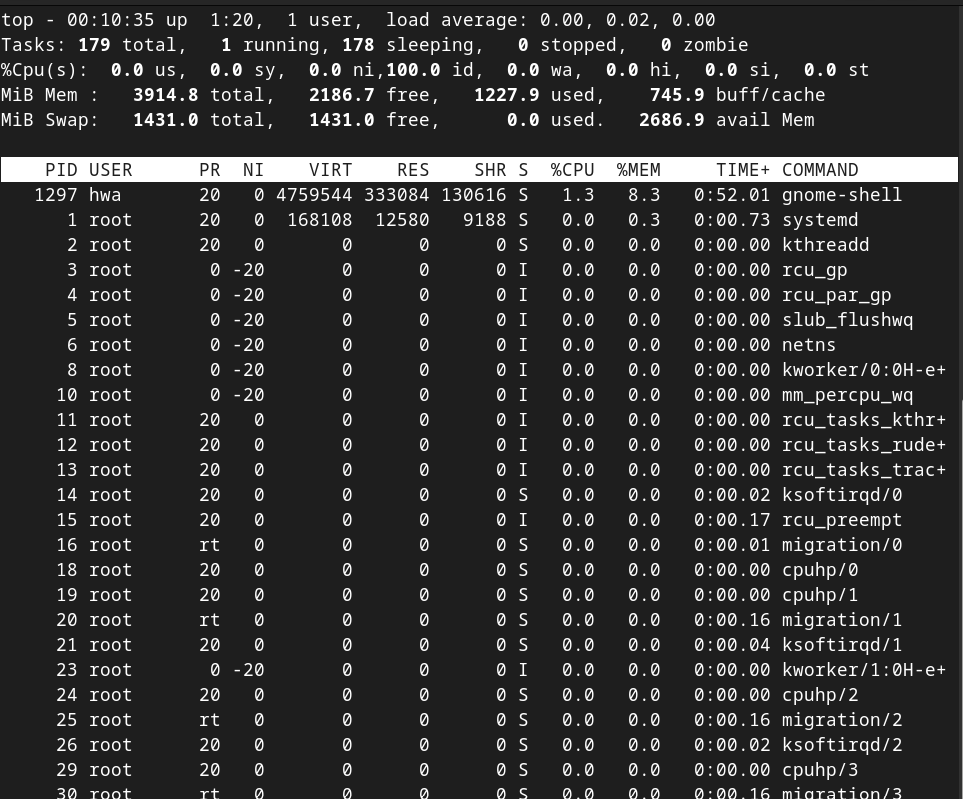 top - 00:10:35 up  1:20,  1 user,  load average: 0.00, 0.02, 0.00
Tasks: 179 total,   1 running, 178 sleeping,   0 stopped,   0 zombie
%Cpu(s):  0.0 us,  0.0 sy,  0.0 ni,100.0 id,  0.0 wa,  0.0 hi,  0.0 si,  0.0 st
MiB Mem :   3914.8 total,   2186.7 free,   1227.9 used,    745.9 buff/cache
MiB Swap:   1431.0 total,   1431.0 free,      0.0 used.   2686.9 avail Mem
PID USER      PR  NI    VIRT    RES    SHR S  %CPU  %MEM     TIME+ COMMAND
1297 hwa       20   0 4759544 333084 130616 S   1.3   8.3   0:52.01 gnome-shell
1 root      20   0  168108  12580   9188 S   0.0   0.3   0:00.73 systemd
2 root      20   0       0      0      0 S   0.0   0.0   0:00.00 kthreadd
3 root       0 -20       0      0      0 I   0.0   0.0   0:00.00 rcu_gp
4 root       0 -20       0      0      0 I   0.0   0.0   0:00.00 rcu_par_gp
5 root       0 -20       0      0      0 I   0.0   0.0   0:00.00 slub_flushwq
6 root       0 -20       0      0      0 I   0.0   0.0   0:00.00 netns
8 root       0 -20       0      0      0 I   0.0   0.0   0:00.00 kworker/0:0H-e+
10 root       0 -20       0      0      0 I   0.0   0.0   0:00.00 mm_percpu_wq
11 root      20   0       0      0      0 I   0.0   0.0   0:00.00 rcu_tasks_kthr+
12 root      20   0       0      0      0 I   0.0   0.0   0:00.00 rcu_tasks_rude+
13 root      20   0       0      0      0 I   0.0   0.0   0:00.00 rcu_tasks_trac+
14 root      20   0       0      0      0 S   0.0   0.0   0:00.02 ksoftirqd/0
15 root      20   0       0      0      0 I   0.0   0.0   0:00.17 rcu_preempt
16 root      rt   0       0      0      0 S   0.0   0.0   0:00.01 migration/0
18 root      20   0       0      0      0 S   0.0   0.0   0:00.00 cpuhp/0
19 root      20   0       0      0      0 S   0.0   0.0   0:00.00 cpuhp/1
20 root      rt   0       0      0      0 S   0.0   0.0   0:00.16 migration/1
21 root      20   0       0      0      0 S   0.0   0.0   0:00.04 ksoftirqd/1
23 root       0 -20       0      0      0 I   0.0   0.0   0:00.00 kworker/1:0H-e+
24 root      20   0       0      0      0 S   0.0   0.0   0:00.00 cpuhp/2
25 root      rt   0       0      0      0 S   0.0   0.0   0:00.16 migration/2
26 root      20   0       0      0      0 S   0.0   0.0   0:00.02 ksoftirqd/2
29 root      20   0       0      0      0 S   0.0   0.0   0:00.00 cpuhp/3
30 root      rt   0       0      0      0 S   0.0   0.0   0:00.16 migration/3